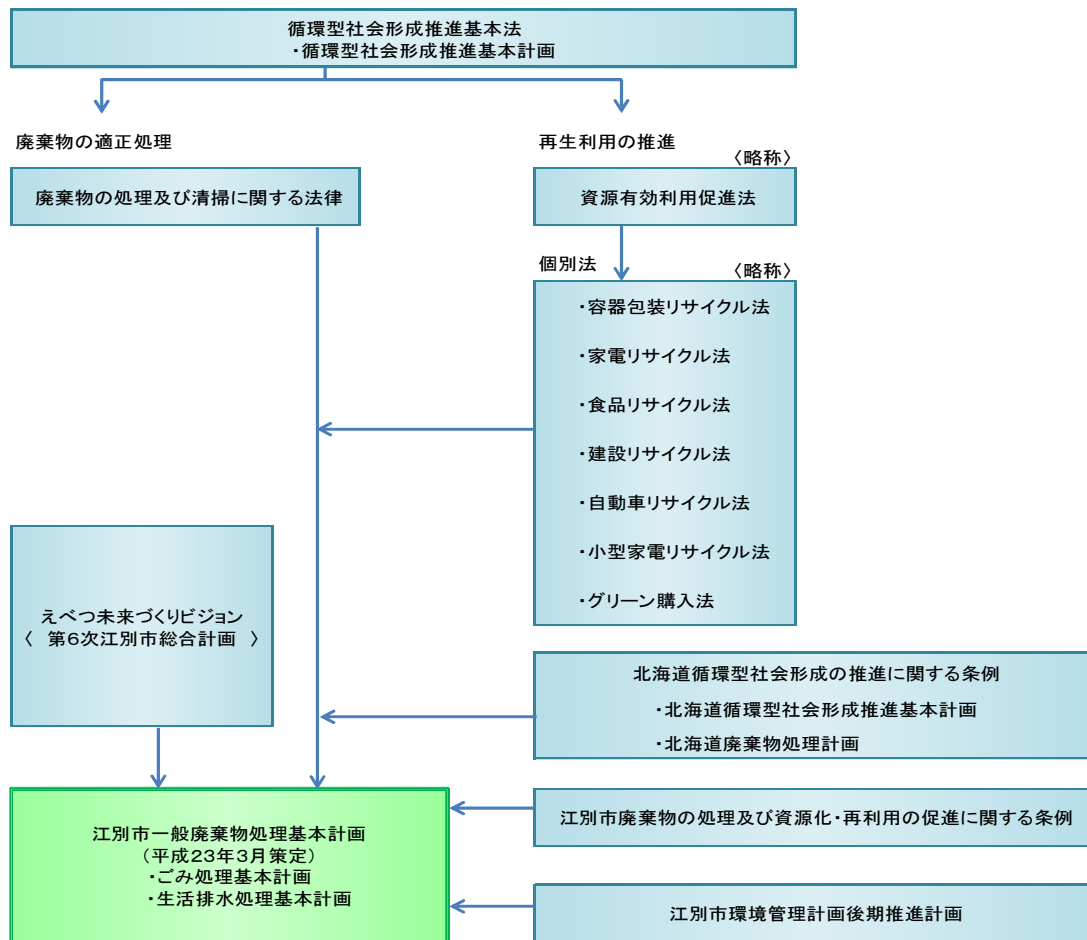 循環型社会形成推進基本法
・循環型社会形成推進基本計画
廃棄物の適正処理
再生利用の推進
〈略称〉
廃棄物の処理及び清掃に関する法律
資源有効利用促進法
個別法
〈略称〉
・容器包装リサイクル法
・家電リサイクル法
・食品リサイクル法
・建設リサイクル法
・自動車リサイクル法
・小型家電リサイクル法
・グリーン購入法
えべつ未来づくりビジョン
〈 第6次江別市総合計画 〉
北海道循環型社会形成の推進に関する条例
・北海道循環型社会形成推進基本計画
・北海道廃棄物処理計画
江別市一般廃棄物処理基本計画
(平成23年3月策定)
・ごみ処理基本計画
・生活排水処理基本計画
江別市廃棄物の処理及び資源化・再利用の促進に関する条例
江別市環境管理計画後期推進計画